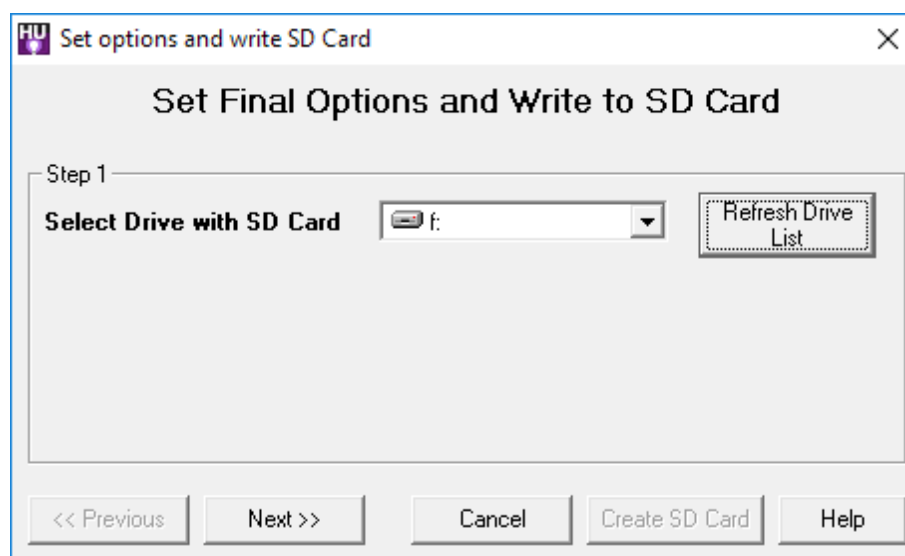 HU Set options and write SD Card
Set Final Options and Write to SD Card
Step 1
Select Drive with SD Card f: Refresh Drive
List
<< Previous Next >> Cancel Create SD Card Help